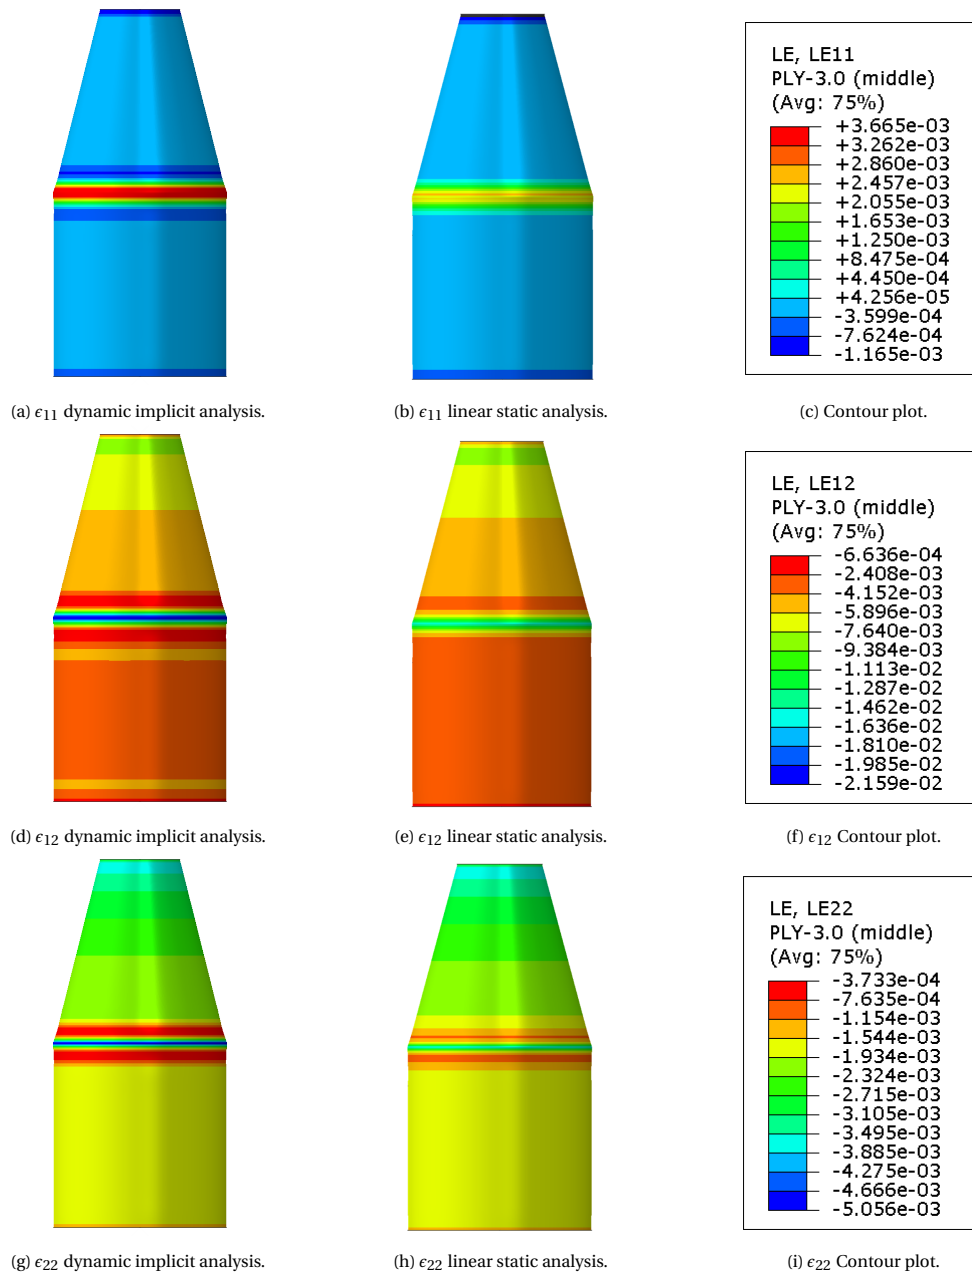 LE, LE11
PLY-3.0 (middle)
(Avg: 75%)
+3.665e-03
+3.262e-03
+2.860e-03
+2.457e-03
+2.055e-03
+1.653e-03
+1.250e-03
+8.475e-04
+4.450e-04
+4.256e-05
-3.599e-04
-7.624e-04
-1.165e-03
(a) ϵ11 dynamic implicit analysis.
(b) ϵ11 linear static analysis.
(c) Contour plot.
LE, LE12
PLY-3.0 (middle)
(Avg: 75%)
-6.636e-04
-2.408e-03
-4.152e-03
-5.896e-03
-7.640e-03
-9.384e-03
-1.113e-02
-1.287e-02
-1.462e-02
-1.636e-02
-1.810e-02
-1.985e-02
-2.159e-02
(d) ϵ12 dynamic implicit analysis.
(e) ϵ12 linear static analysis.
(f) ϵ12 Contour plot.
LE, LE22
PLY-3.0 (middle)
(Avg: 75%)
-3.733e-04
-7.635e-04
-1.154e-03
-1.544e-03
-1.934e-03
-2.324e-03
-2.715e-03
-3.105e-03
-3.495e-03
-3.885e-03
-4.275e-03
-4.666e-03
-5.056e-03
(g) ϵ22 dynamic implicit analysis.
(h) ϵ22 linear static analysis.
(i) ϵ22 Contour plot.